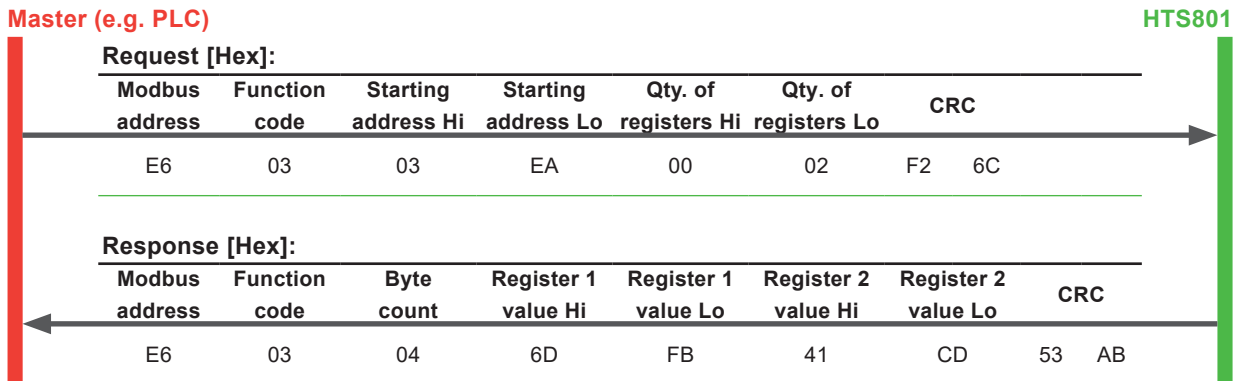 Master (e.g. PLC) HTS801
Request [Hex]:
Modbus Function Starting Starting Qty. of Qty. of CRC
address code address Hi address Lo registers Hi registers Lo
E6 03 03 EA 00 02 F2 6C
Response [Hex]:
Modbus Function Byte Register 1 Register 1 Register 2 Register 2 CRC
address code count value Hi value Lo value Hi value Lo
E6 03 04 6D FB 41 CD 53 AB